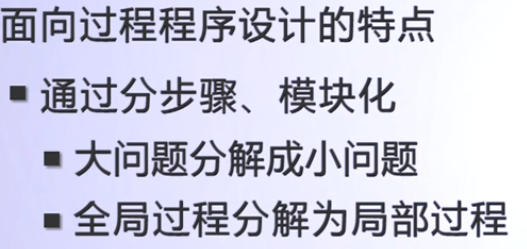 面向过程程序设计的特点
■ 通过分步骤、模块化
■ 大问题分解成小问题
■ 全局过程分解为局部过程